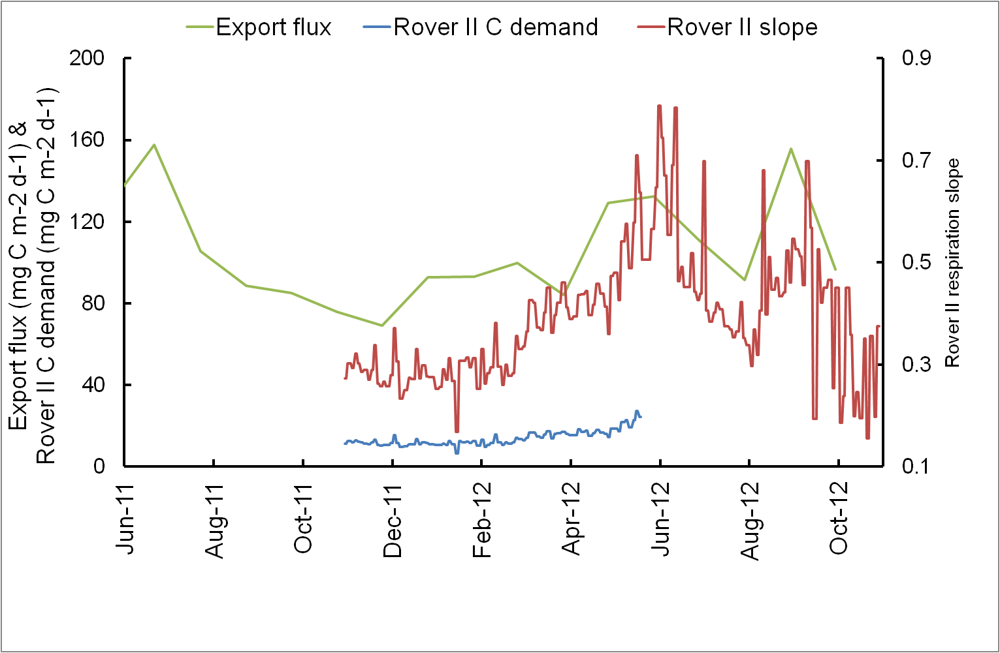 Export flux
Rover II C demand
Rover II slope
Export flux (mg C m-2 d-1) &
Rover II C demand (mg C m-2 d-1)
200
160
120
80
40
0
0.9
0.7
0.5
0.3
0.1
Rover II respiration slope
Jun-11
Aug-11
Oct-11
Dec-11
Feb-12
Apr-12
Jun-12
Aug-12
Oct-12